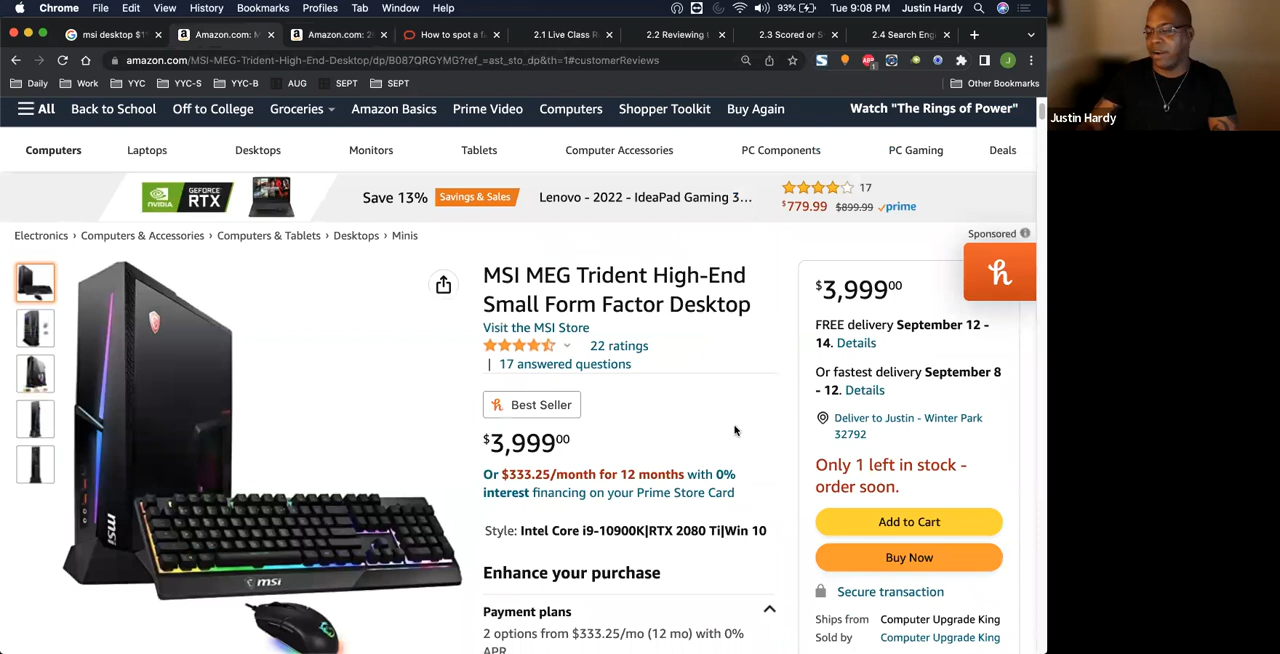 Chrome File Edit View History Bookmarks Profiles Tab Window Help 93% Tue 9:08 PM Justin Hardy
msi desktop $1 Amazon.com: M Amazon.com: 2 How to spot a f 2.1 Live Class R 2.2 Reviewing 2.3 Scored or S 2.4 Search Eng
amazon.com/MSI-MEG-Trident-High-End-Desktop/dp/B087QRGYMG?ref_=ast_sto_dp&th=1#customerReviews
Daily Work YYC YYC-S YYC-B AUG SEPT SEPT Other Bookmarks
All Back to School Off to College Groceries Amazon Basics Prime Video Computers Shopper Toolkit Buy Again Watch "The Rings of Power"
Justin Hardy
Computers Laptops Desktops Monitors Tablets Computer Accessories PC Components PC Gaming Deals
NVIDIA GEFORCE RTX Save 13% Savings & Sales Lenovo - 2022 - IdeaPad Gaming 3... 17
$779.99 $899.99 prime
Electronics › Computers & Accessories › Computers & Tablets › Desktops › Minis
Sponsored
MSI MEG Trident High-End
Small Form Factor Desktop
Visit the MSI Store
22 ratings
| 17 answered questions
Best Seller
$3,99900
Or $333.25/month for 12 months with 0%
interest financing on your Prime Store Card
Style: Intel Core i9-10900K|RTX 2080 Ti|Win 10
Enhance your purchase
Payment plans
2 options from $333.25/mo (12 mo) with 0%
APR
$3,99900
FREE delivery September 12 -
14. Details
Or fastest delivery September 8
- 12. Details
Deliver to Justin - Winter Park
32792
Only 1 left in stock -
order soon.
Add to Cart
Buy Now
Secure transaction
Ships from Computer Upgrade King
Sold by Computer Upgrade King
msi
msi